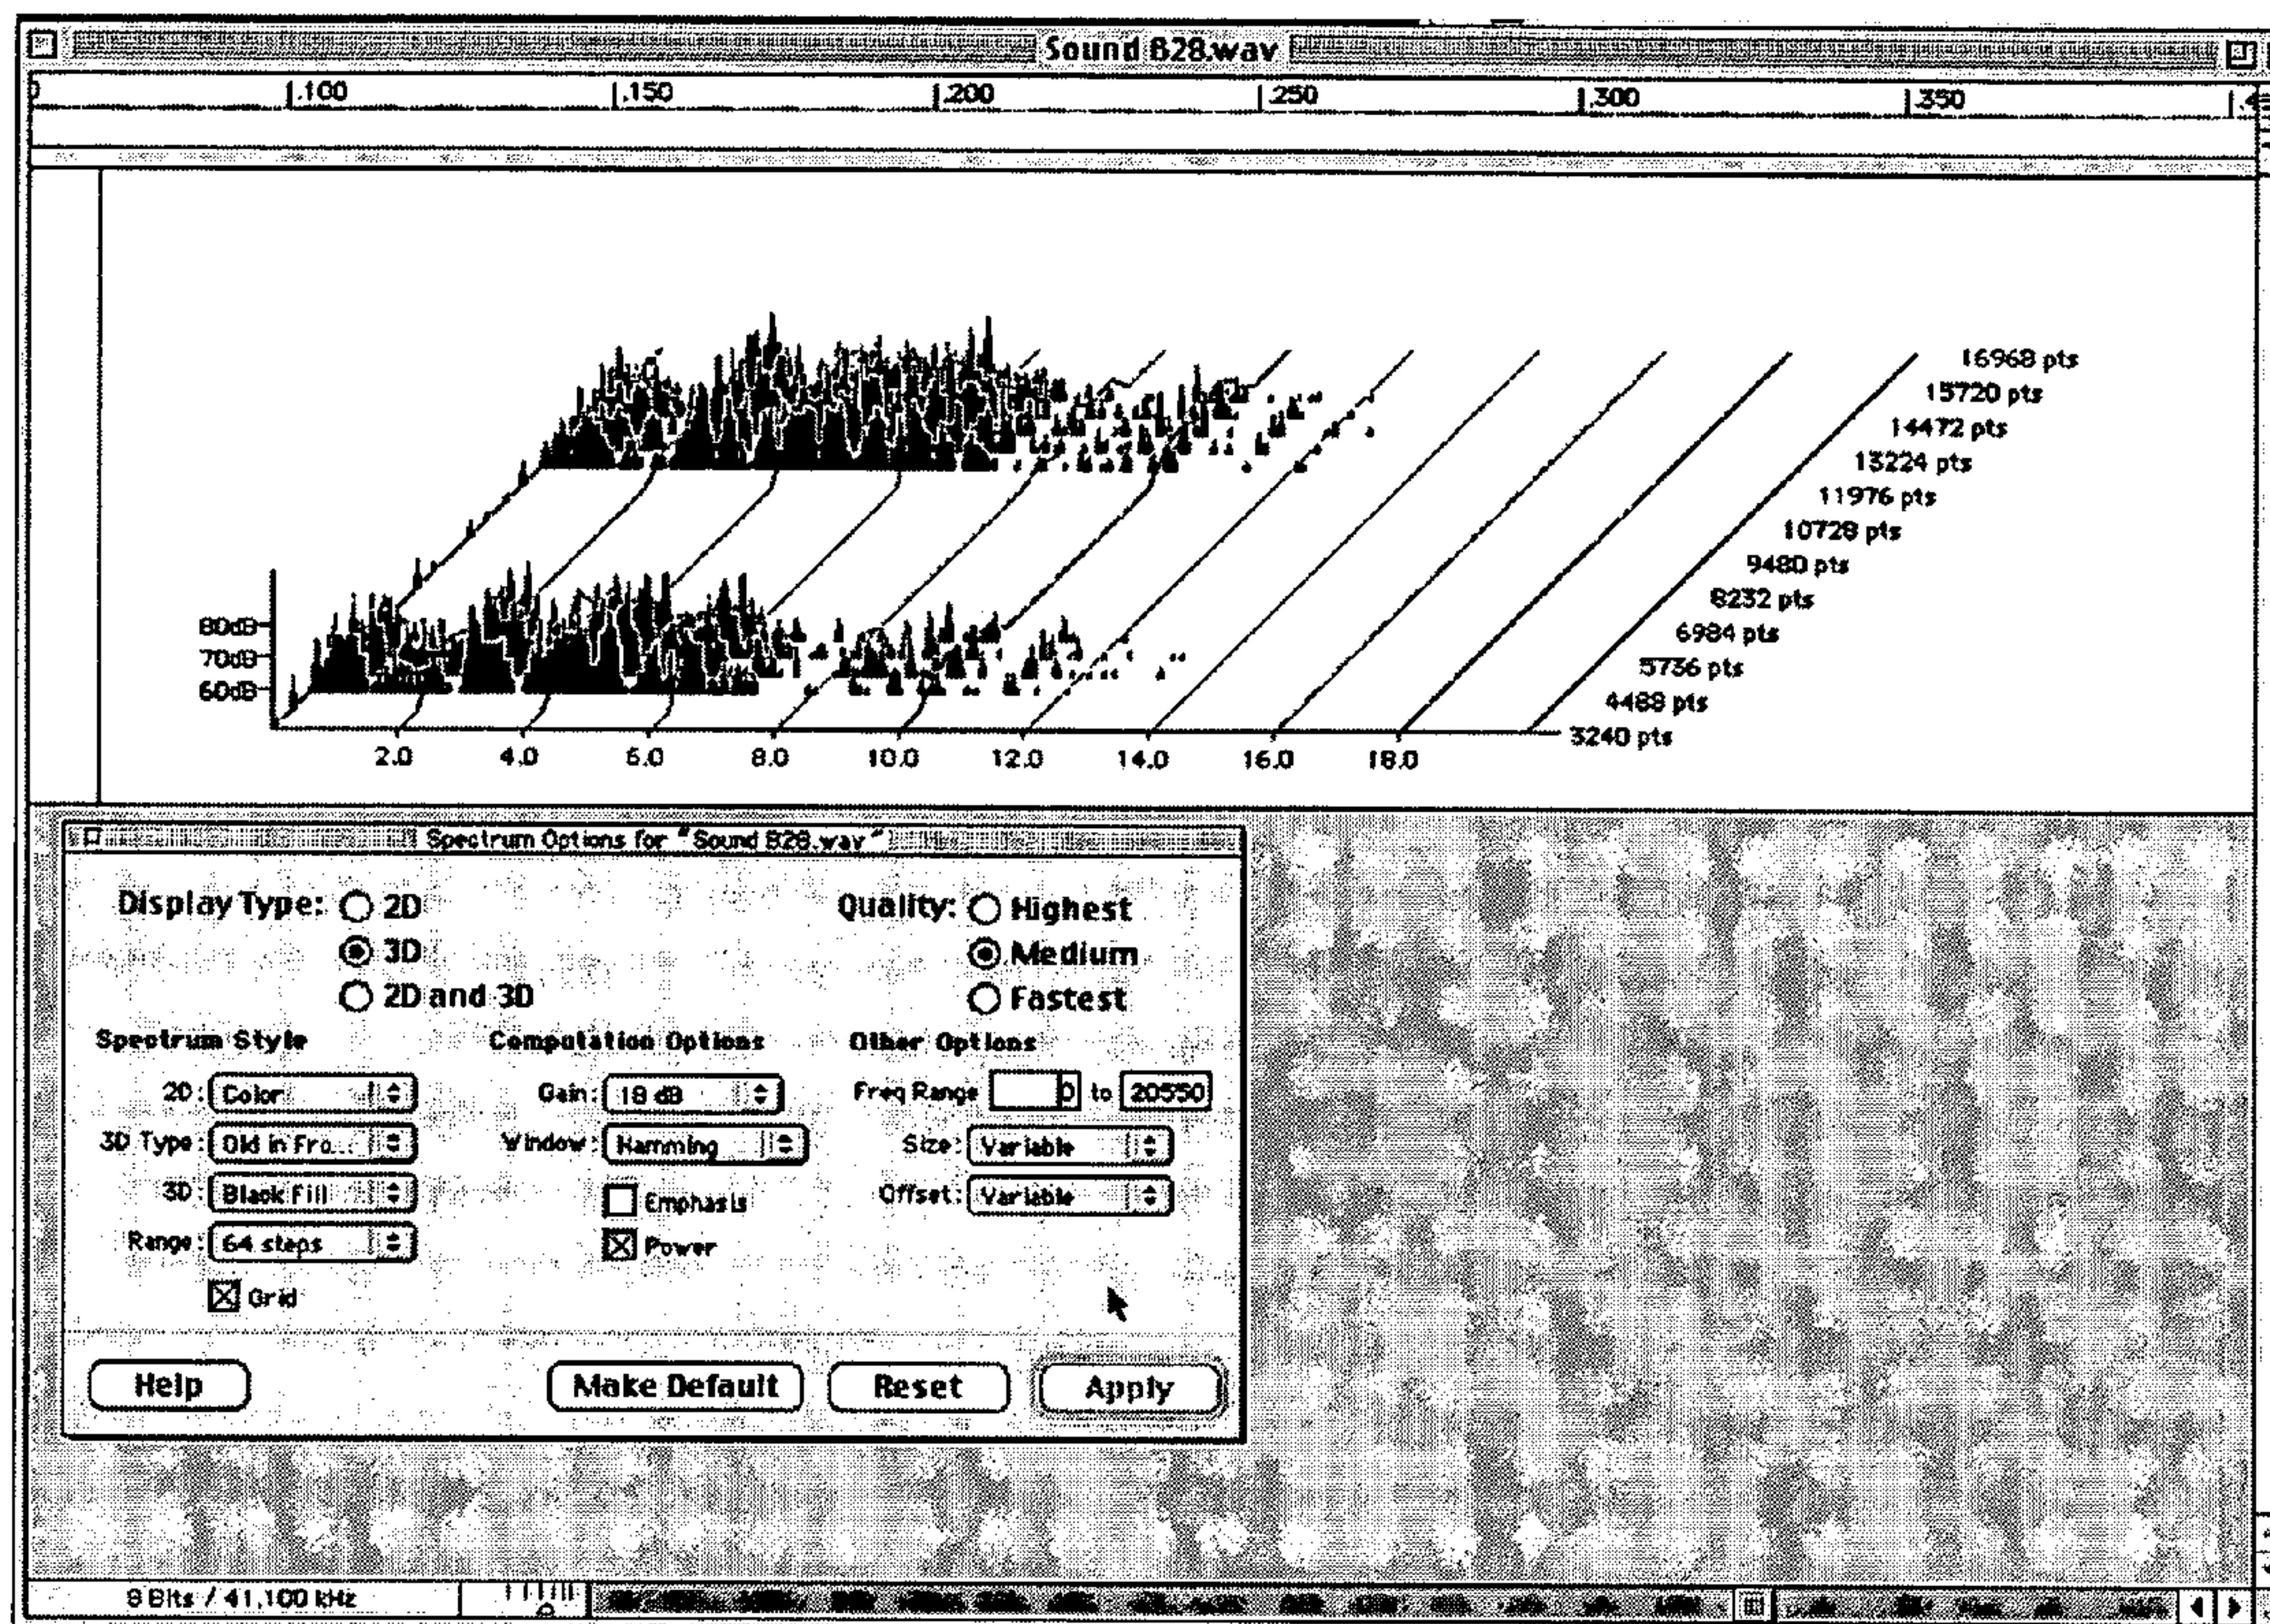 Sound 828.wav
0 .100 .150 .200 .250 .300 .350
16968 pts
15720 pts
14472 pts
13224 pts
11976 pts
10728 pts
9480 pts
8232 pts
6984 pts
5736 pts
4488 pts
3240 pts
80dB
70dB
60dB
2.0 4.0 6.0 8.0 10.0 12.0 14.0 16.0 18.0
Spectrum Options for "Sound 828.wav"
Display Type: 2D
3D
2D and 3D
Quality: Highest
Medium
Fastest
Spectrum Style
2D: Color
3D Type: Old in Fro...
3D: Black Fill
Range: 64 steps
Grid
Computation Options
Gain: 18 dB
Window: Hamming
Emphasis
Power
Other Options
Freq Range 0 to 20550
Size: Variable
Offset: Variable
Help Make Default Reset Apply
8 Bits / 41.100 kHz